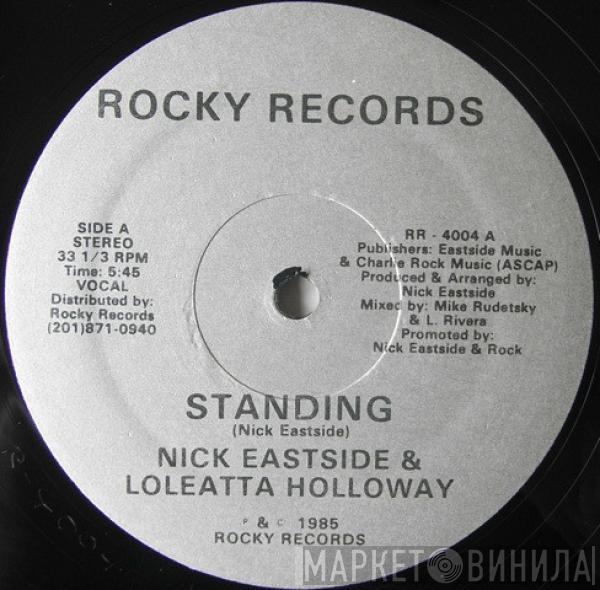 ROCKY RECORDS
SIDE A
STEREO
33 1/3 RPM
Time: 5:45
VOCAL
Distributed by:
Rocky Records
(201)871-0940
RR - 4004 A
Publishers: Eastside Music
& Charlie Rock Music (ASCAP)
Produced & Arranged by:
Nick Eastside
Mixed by: Mike Rudetsky
& L. Rivera
Promoted by:
Nick Eastside & Rock
STANDING
(Nick Eastside)
NICK EASTSIDE &
LOLEATTA HOLLOWAY
℗ & © 1985
ROCKY RECORDS
МАРКЕТ ВИНИЛА